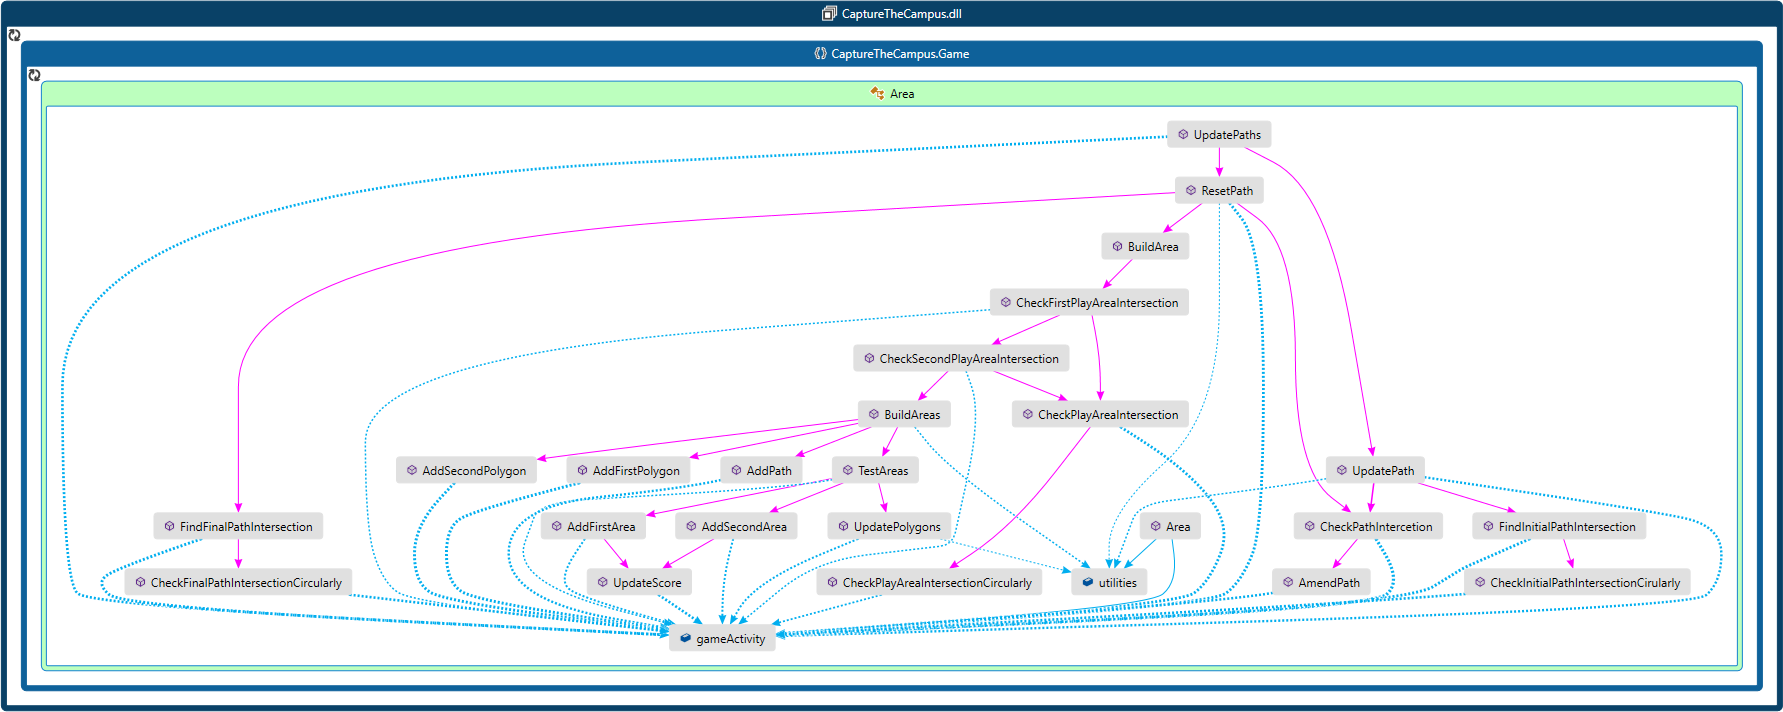 CaptureTheCampus.dll
CaptureTheCampus.Game
Area
UpdatePaths
ResetPath
BuildArea
CheckFirstPlayAreaIntersection
CheckSecondPlayAreaIntersection
BuildAreas
CheckPlayAreaIntersection
AddSecondPolygon
AddFirstPolygon
AddPath
TestAreas
UpdatePath
FindFinalPathIntersection
AddFirstArea
AddSecondArea
UpdatePolygons
Area
CheckPathIntercetion
FindInitialPathIntersection
CheckFinalPathIntersectionCircularly
UpdateScore
CheckPlayAreaIntersectionCircularly
utilities
AmendPath
CheckInitialPathIntersectionCirularly
gameActivity